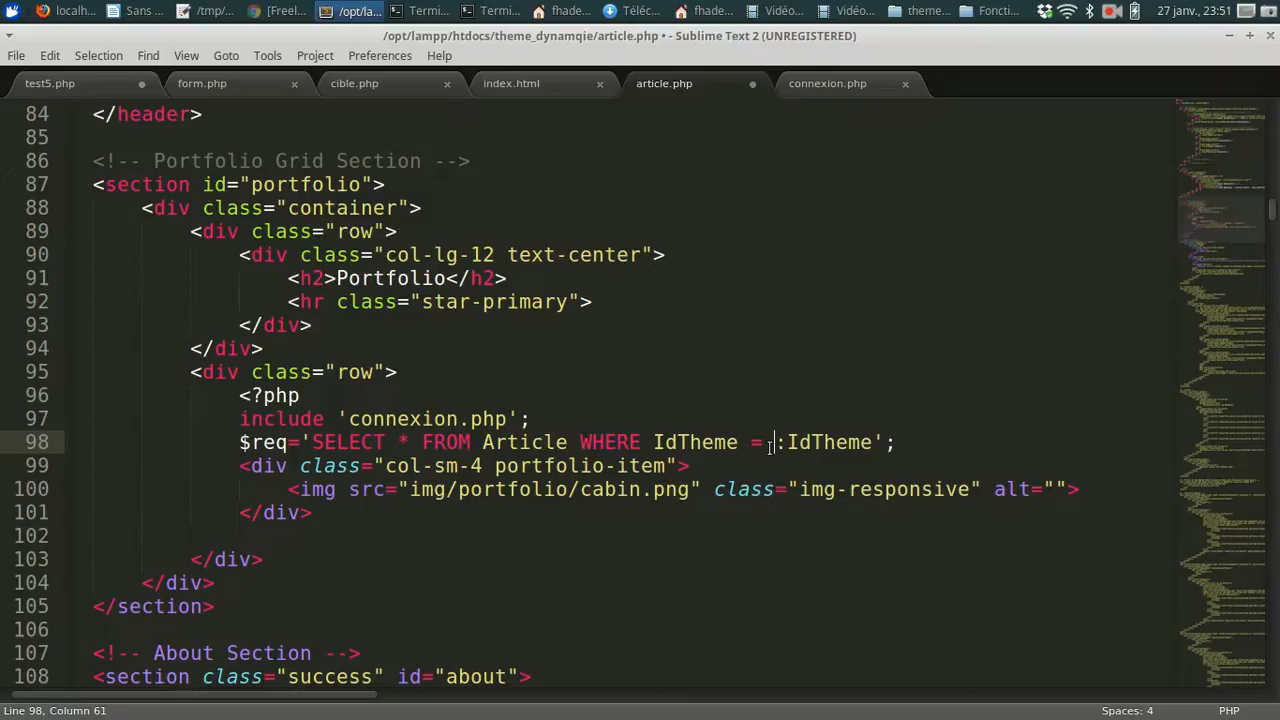 localh...
Sans ...
/tmp/...
[Freel...
/opt/la...
Termi...
Termi...
fhade...
Téléc...
fhade...
Vidéo...
Vidéo...
theme...
Foncti...
27 janv., 23:51
/opt/lampp/htdocs/theme_dynamqie/article.php • - Sublime Text 2 (UNREGISTERED)
File Edit Selection Find View Goto Tools Project Preferences Help
test5.php form.php cible.php index.html article.php connexion.php
84 </header>
85
86 <!-- Portfolio Grid Section -->
87 <section id="portfolio">
88 <div class="container">
89 <div class="row">
90 <div class="col-lg-12 text-center">
91 <h2>Portfolio</h2>
92 <hr class="star-primary">
93 </div>
94 </div>
95 <div class="row">
96 <?php
97 include 'connexion.php';
98 $req='SELECT * FROM Article WHERE IdTheme = :IdTheme';
99 <div class="col-sm-4 portfolio-item">
100 <img src="img/portfolio/cabin.png" class="img-responsive" alt="">
101 </div>
102
103 </div>
104 </div>
105 </section>
106
107 <!-- About Section -->
108 <section class="success" id="about">
Line 98, Column 61 Spaces: 4 PHP